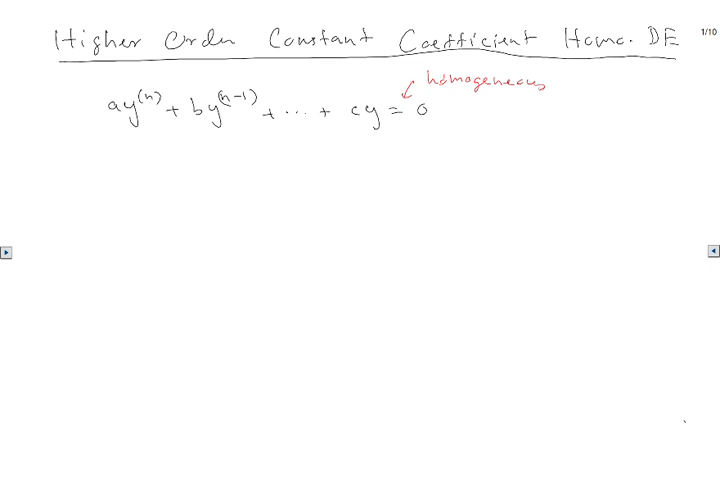 Higher Order Constant Coefficient Homo. DE
1/10
homogeneous
ay^(n) + by^(n-1) + ... + cy = 0